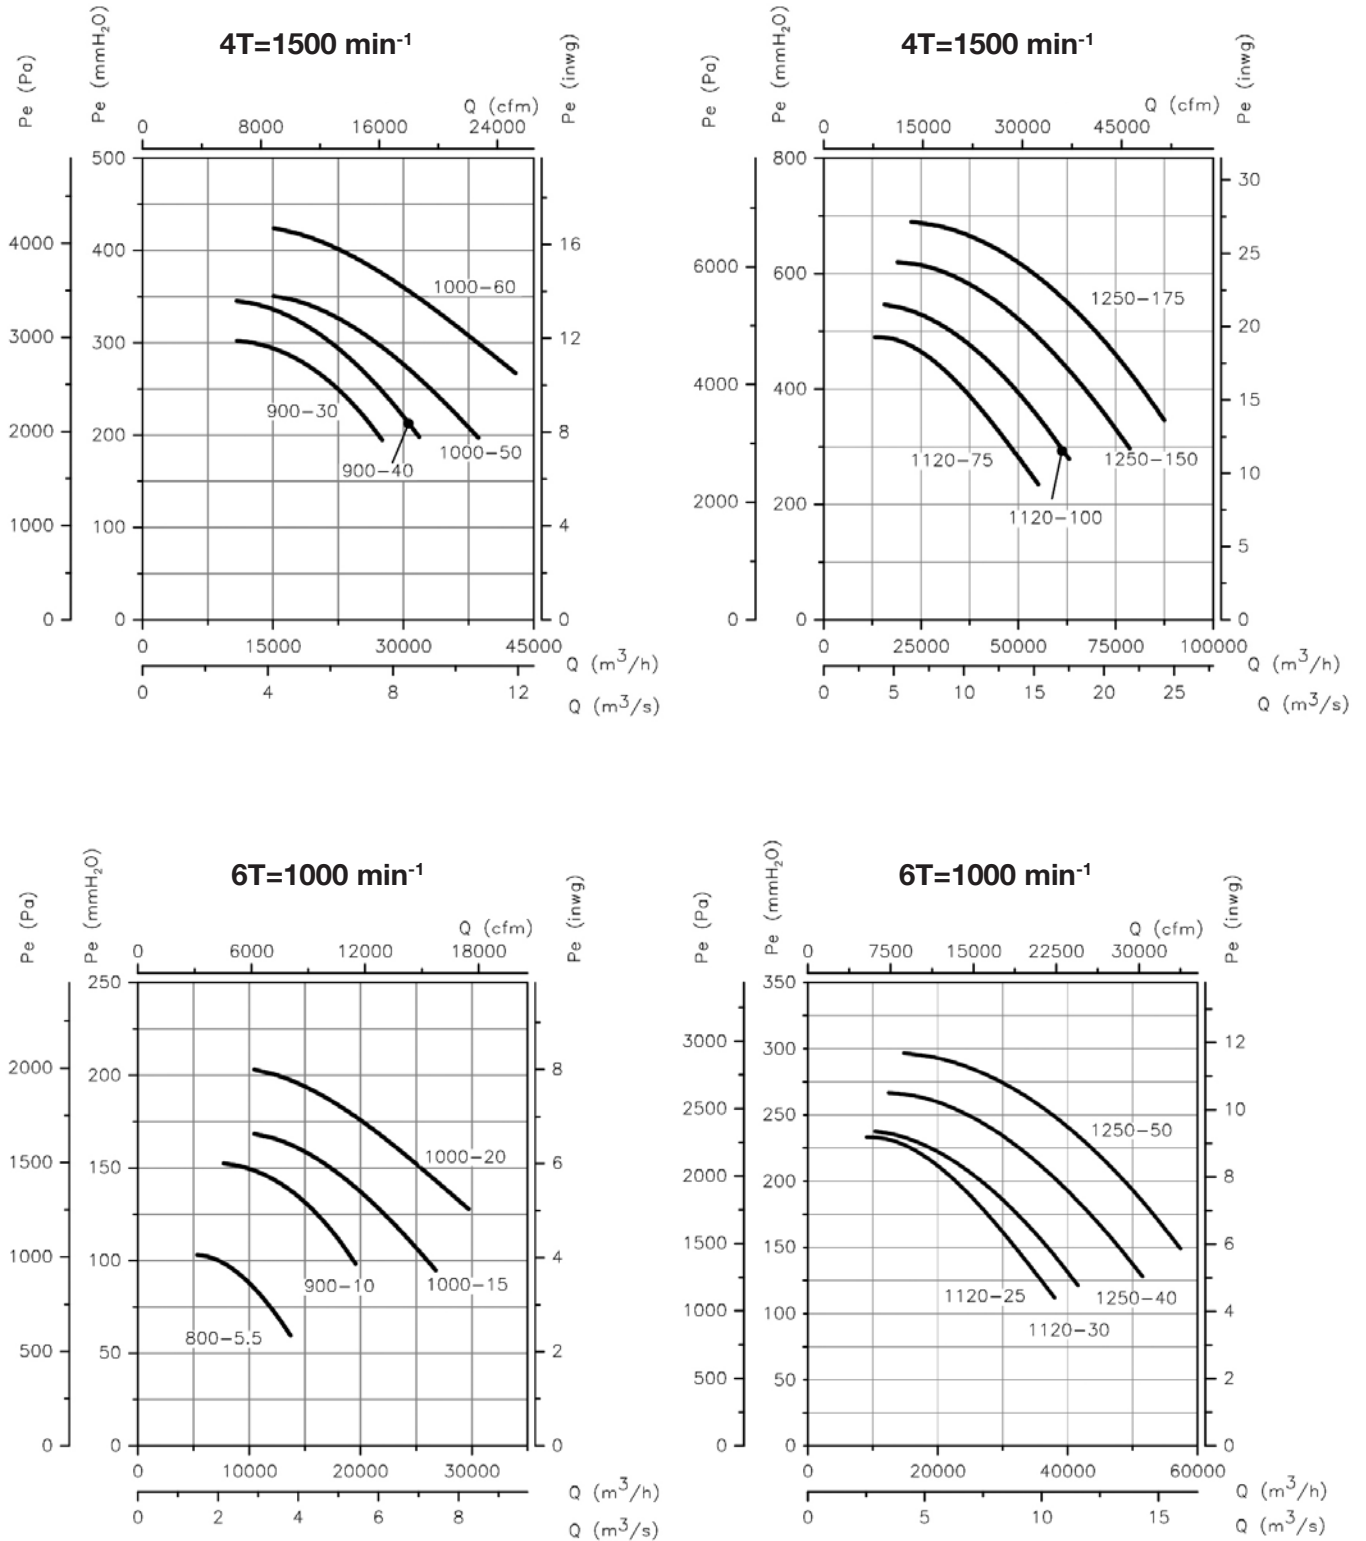 4T=1500 min-1
Pe (Pa)
Pe (mmH2O)
Pe (inwg)
Q (cfm)
0 8000 16000 24000
500
400
300
200
100
0
4000
3000
2000
1000
0
16
12
8
4
0
1000-60
900-30
1000-50
900-40
0 15000 30000 45000
Q (m3/h)
0 4 8 12
Q (m3/s)
4T=1500 min-1
Pe (Pa)
Pe (mmH2O)
Pe (inwg)
Q (cfm)
0 15000 30000 45000
800
600
400
200
0
6000
4000
2000
0
30
25
20
15
10
5
0
1250-175
1120-75
1250-150
1120-100
0 25000 50000 75000 100000
Q (m3/h)
0 5 10 15 20 25
Q (m3/s)
6T=1000 min-1
Pe (Pa)
Pe (mmH2O)
Pe (inwg)
Q (cfm)
0 6000 12000 18000
250
200
150
100
50
0
2000
1500
1000
500
0
8
6
4
2
0
1000-20
900-10
1000-15
800-5.5
0 10000 20000 30000
Q (m3/h)
0 2 4 6 8
Q (m3/s)
6T=1000 min-1
Pe (Pa)
Pe (mmH2O)
Pe (inwg)
Q (cfm)
0 7500 15000 22500 30000
350
300
250
200
150
100
50
0
3000
2500
2000
1500
1000
500
0
12
10
8
6
4
2
0
1250-50
1120-25
1250-40
1120-30
0 20000 40000 60000
Q (m3/h)
0 5 10 15
Q (m3/s)